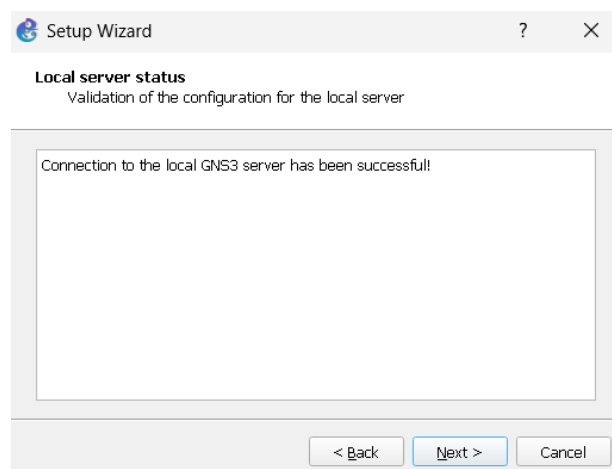 Setup Wizard
?
Local server status
Validation of the configuration for the local server
Connection to the local GNS3 server has been successful!
< Back
Next >
Cancel